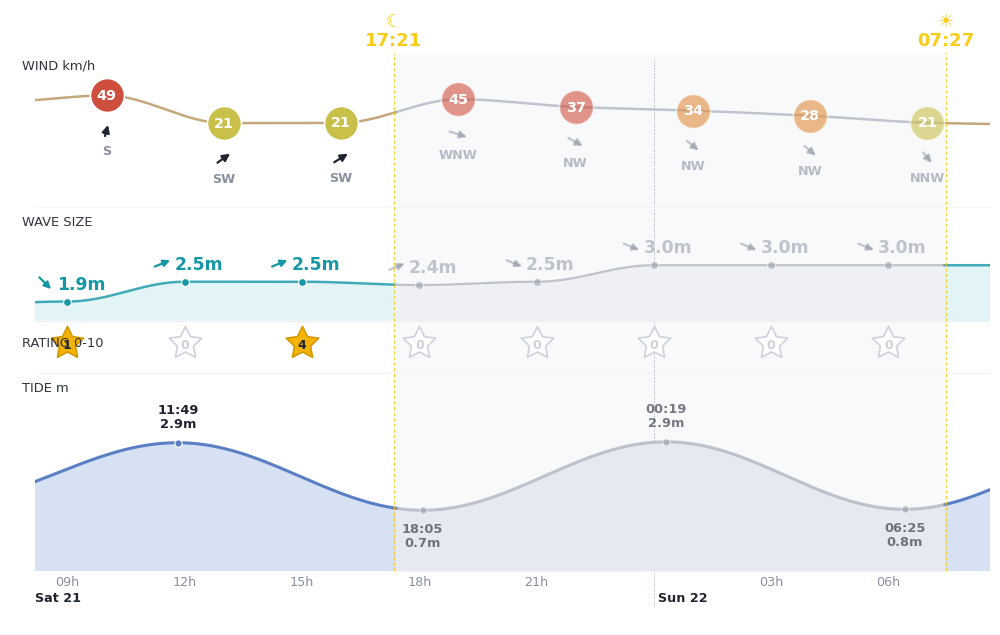 17:21 07:27
WIND km/h
49 21 21 45 37 34 28 21
S SW SW WNW NW NW NW NNW
WAVE SIZE
1.9m 2.5m 2.5m 2.4m 2.5m 3.0m 3.0m 3.0m
RATING 0-10
1 0 4 0 0 0 0 0
TIDE m
11:49 00:19
2.9m 2.9m
18:05 06:25
0.7m 0.8m
09h 12h 15h 18h 21h 03h 06h
Sat 21 Sun 22